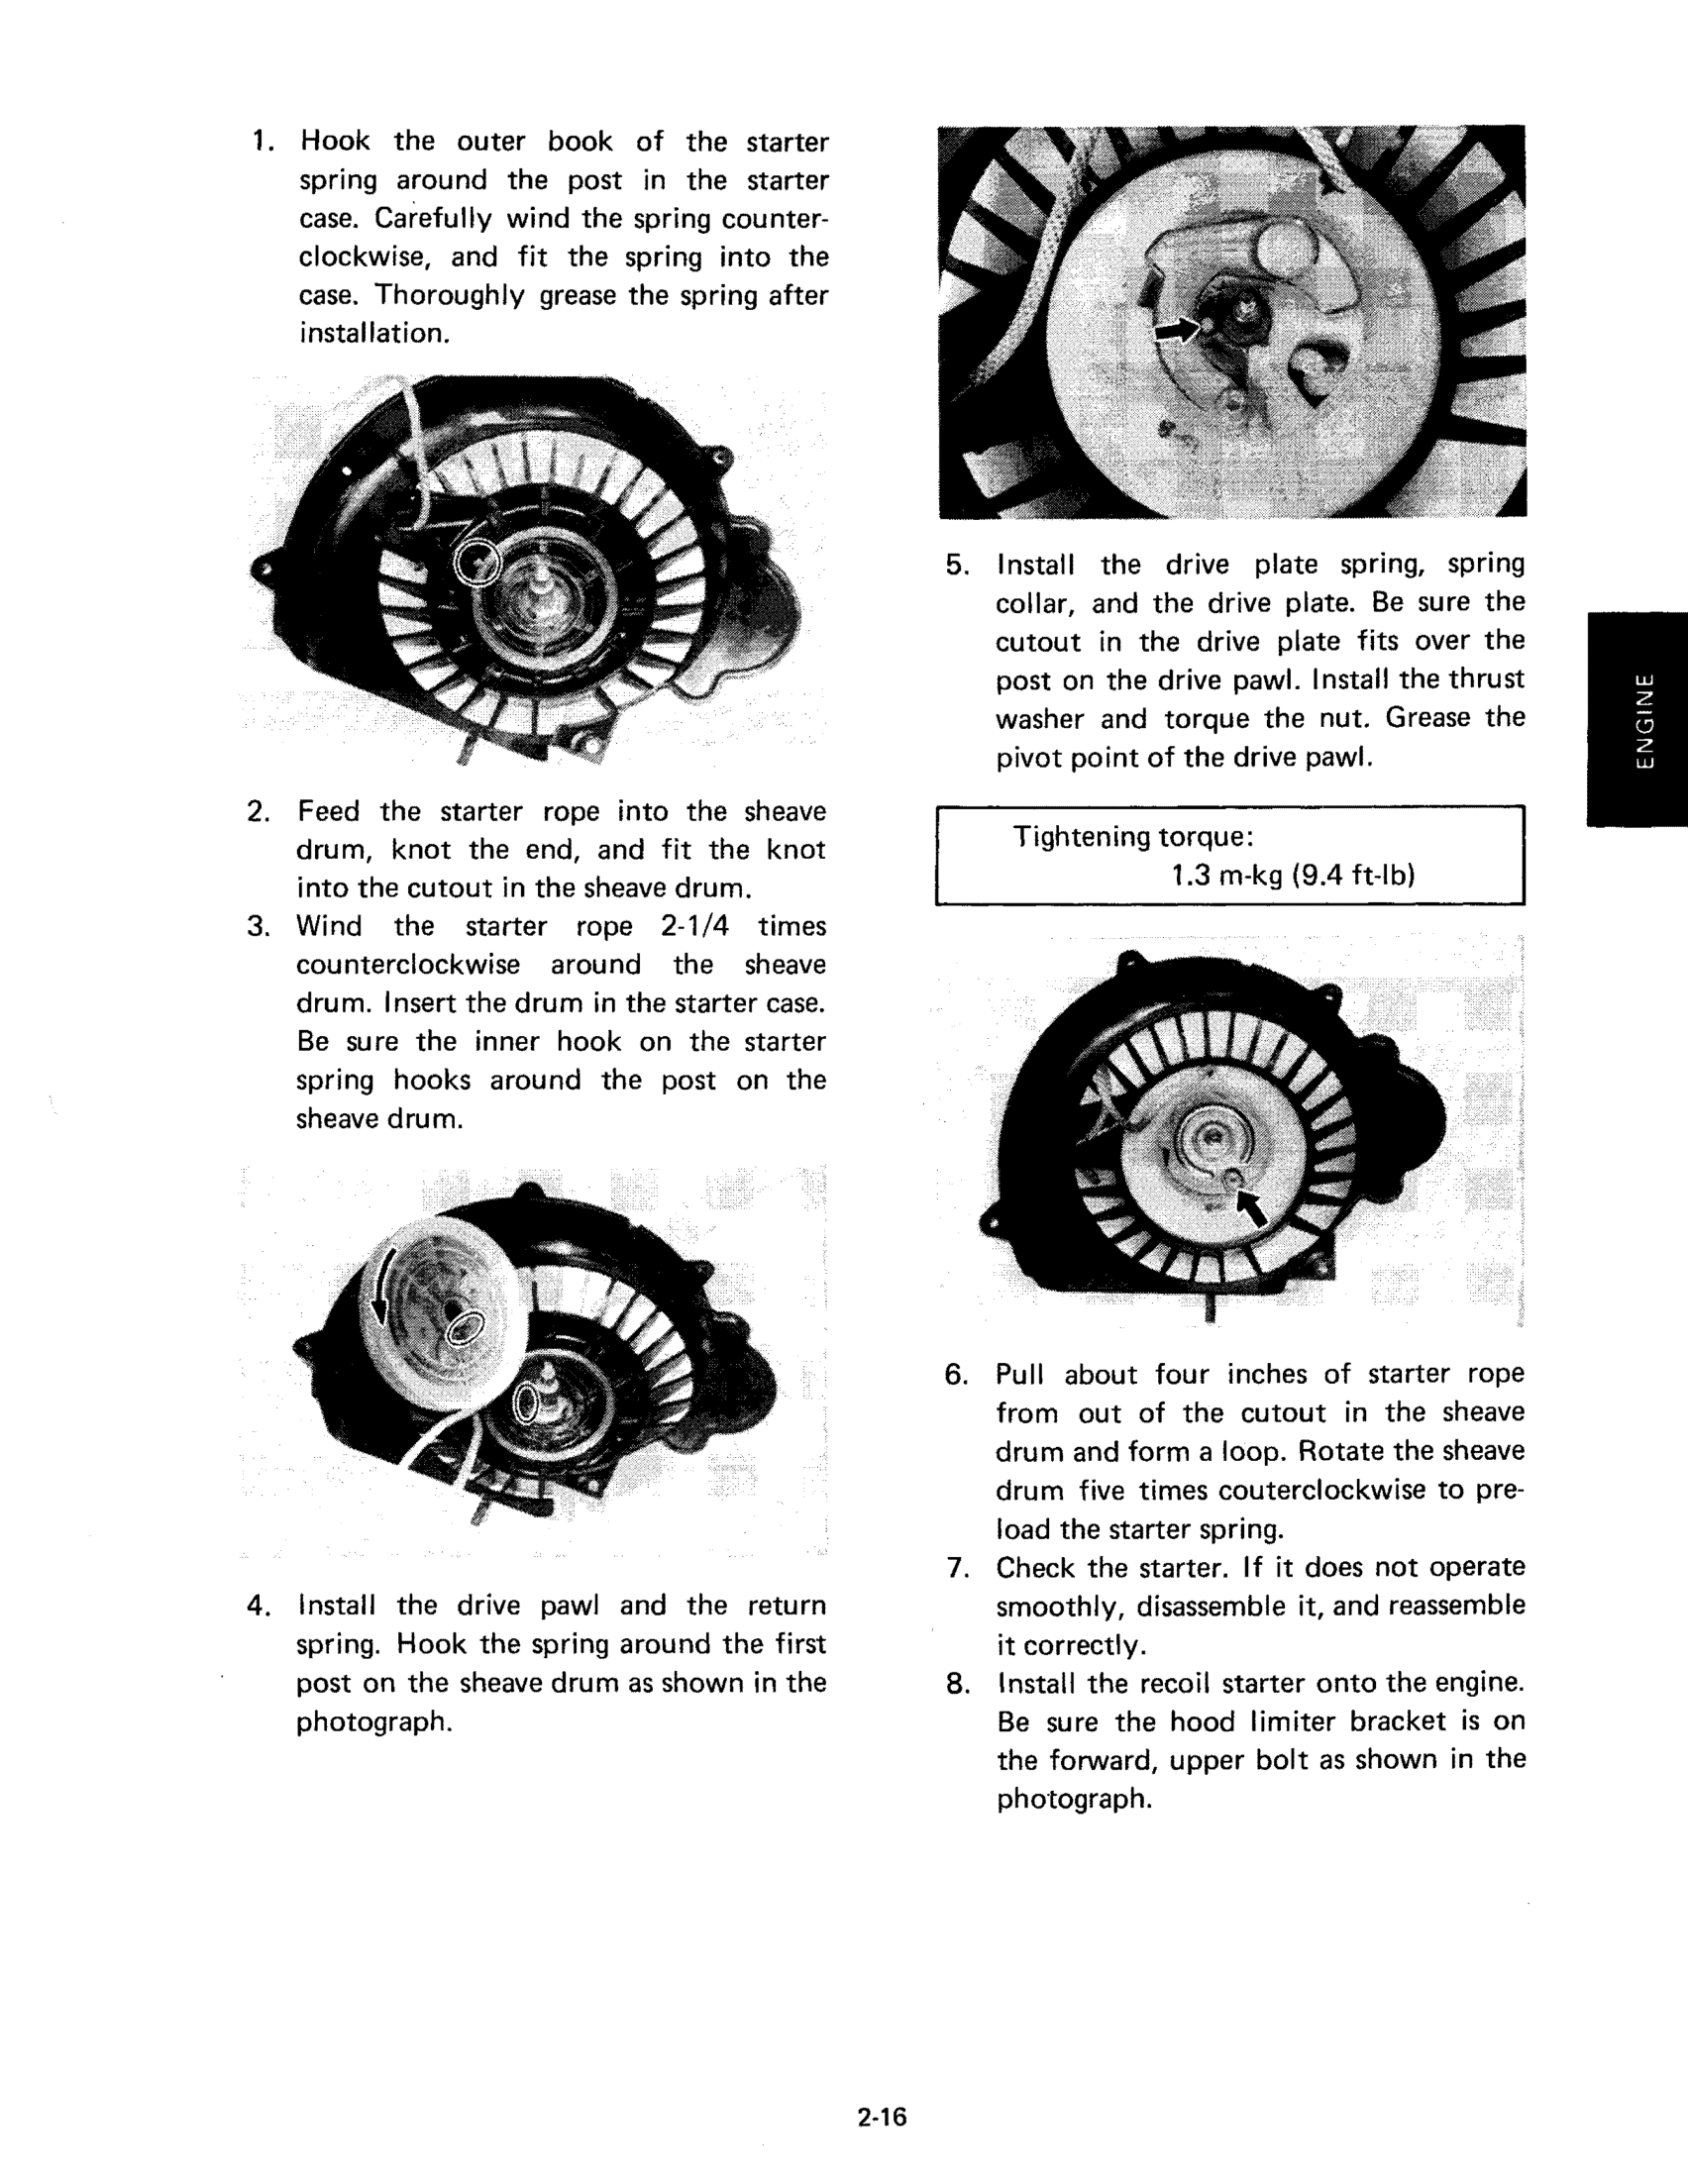 1. Hook the outer book of the starter
spring around the post in the starter
case. Carefully wind the spring counter-
clockwise, and fit the spring into the
case. Thoroughly grease the spring after
installation.
2. Feed the starter rope into the sheave
drum, knot the end, and fit the knot
into the cutout in the sheave drum.
3. Wind the starter rope 2-1/4 times
counterclockwise around the sheave
drum. Insert the drum in the starter case.
Be sure the inner hook on the starter
spring hooks around the post on the
sheave drum.
4. Install the drive pawl and the return
spring. Hook the spring around the first
post on the sheave drum as shown in the
photograph.
5. Install the drive plate spring, spring
collar, and the drive plate. Be sure the
cutout in the drive plate fits over the
post on the drive pawl. Install the thrust
washer and torque the nut. Grease the
pivot point of the drive pawl.
Tightening torque:
1.3 m-kg (9.4 ft-lb)
6. Pull about four inches of starter rope
from out of the cutout in the sheave
drum and form a loop. Rotate the sheave
drum five times couterclockwise to pre-
load the starter spring.
7. Check the starter. If it does not operate
smoothly, disassemble it, and reassemble
it correctly.
8. Install the recoil starter onto the engine.
Be sure the hood limiter bracket is on
the forward, upper bolt as shown in the
photograph.
ENGINE
2-16